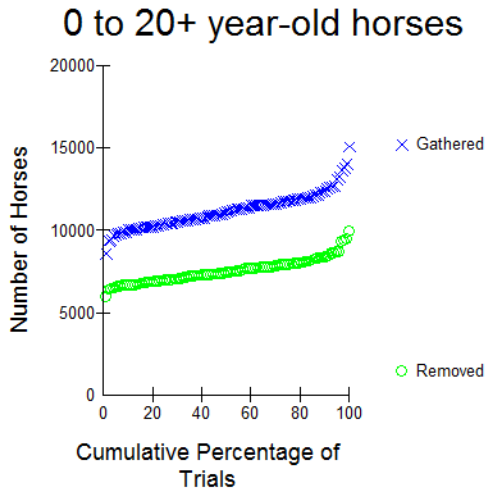 0 to 20+ year-old horses
20000
15000
10000
5000
0
Number of Horses
0 20 40 60 80 100
Cumulative Percentage of
Trials
Gathered
Removed